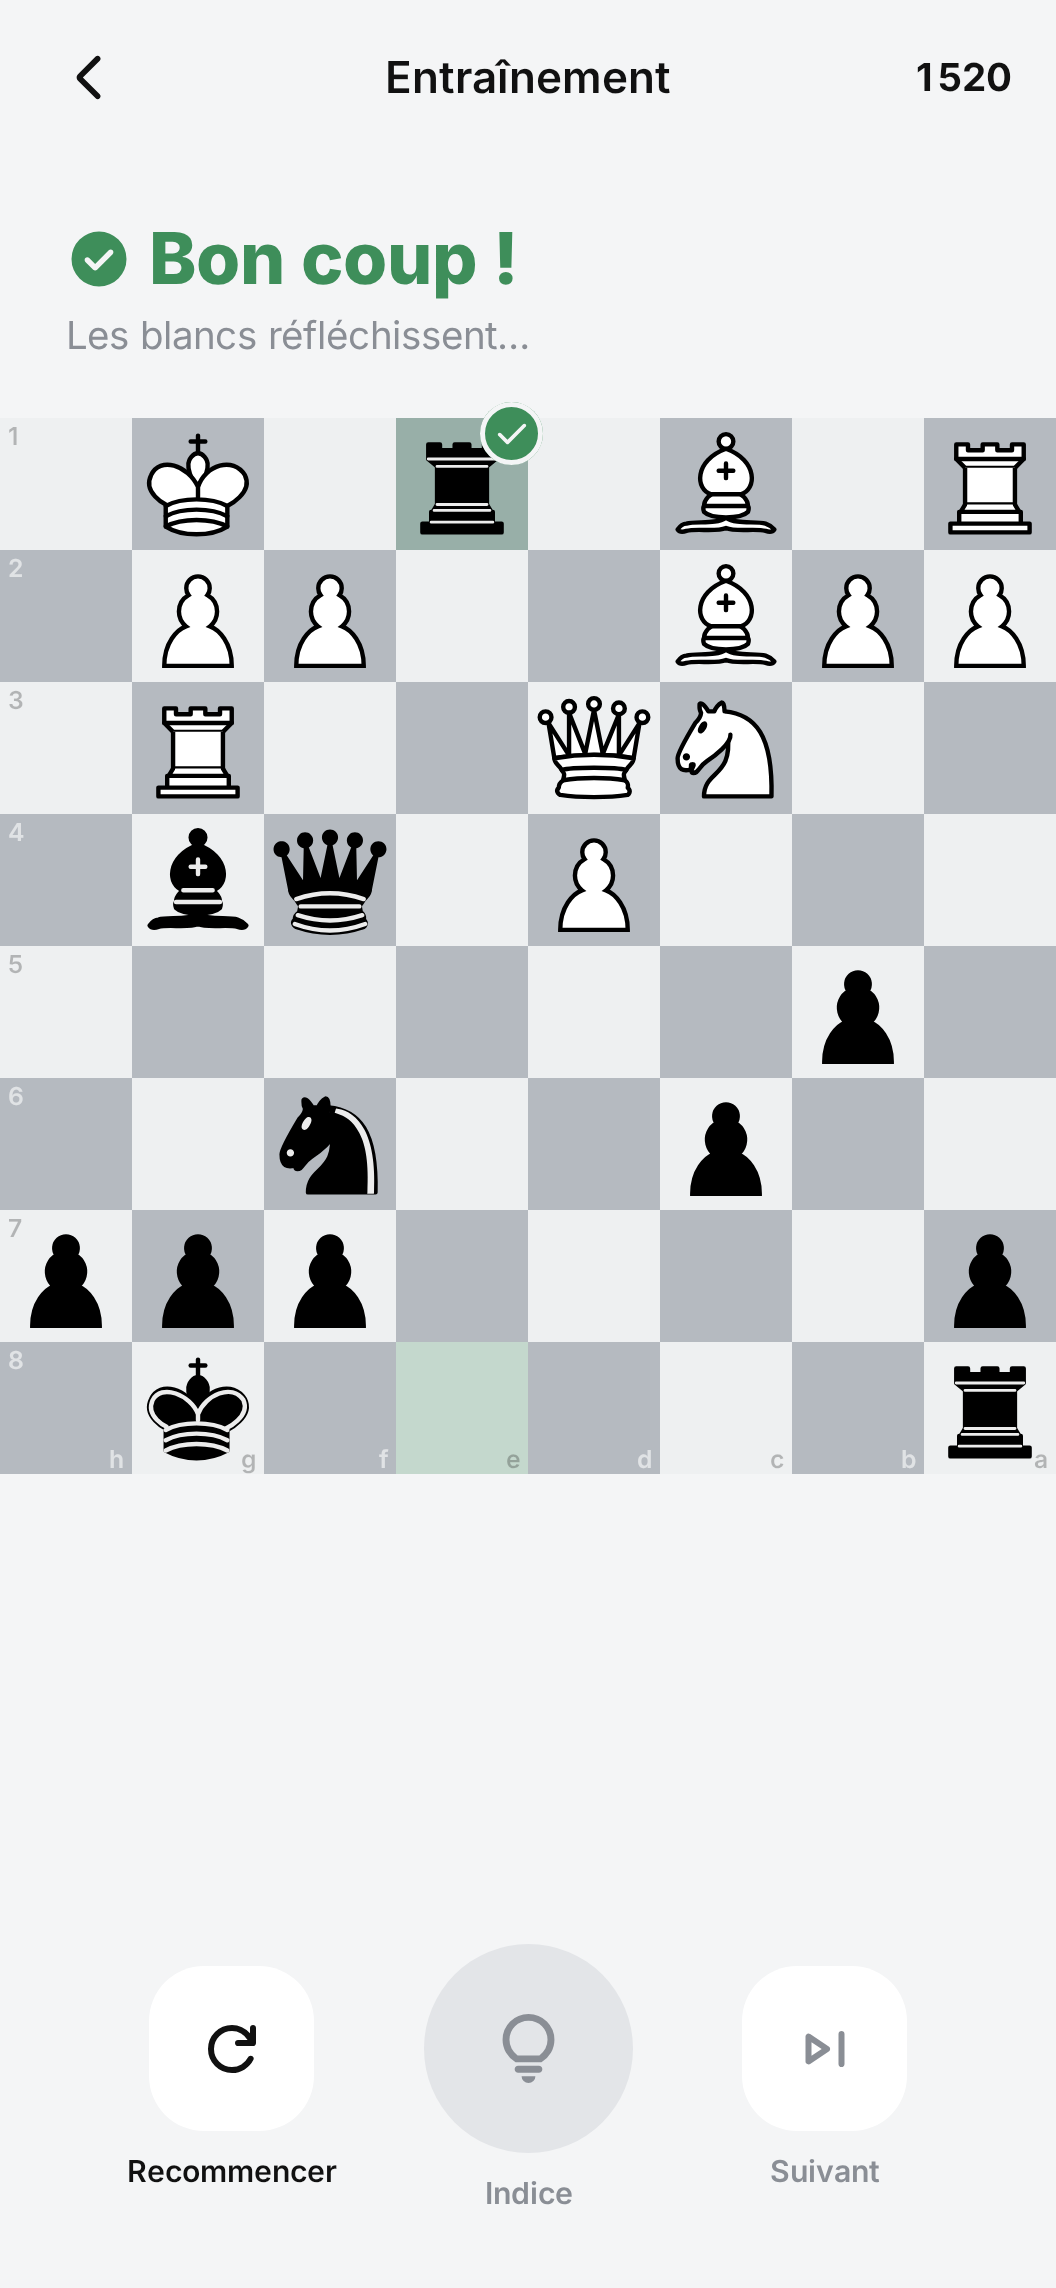 Entraînement 1520
Bon coup !
Les blancs réfléchissent...
1
2
3
4
5
6
7
8
h g f e d c b a
Recommencer Indice Suivant